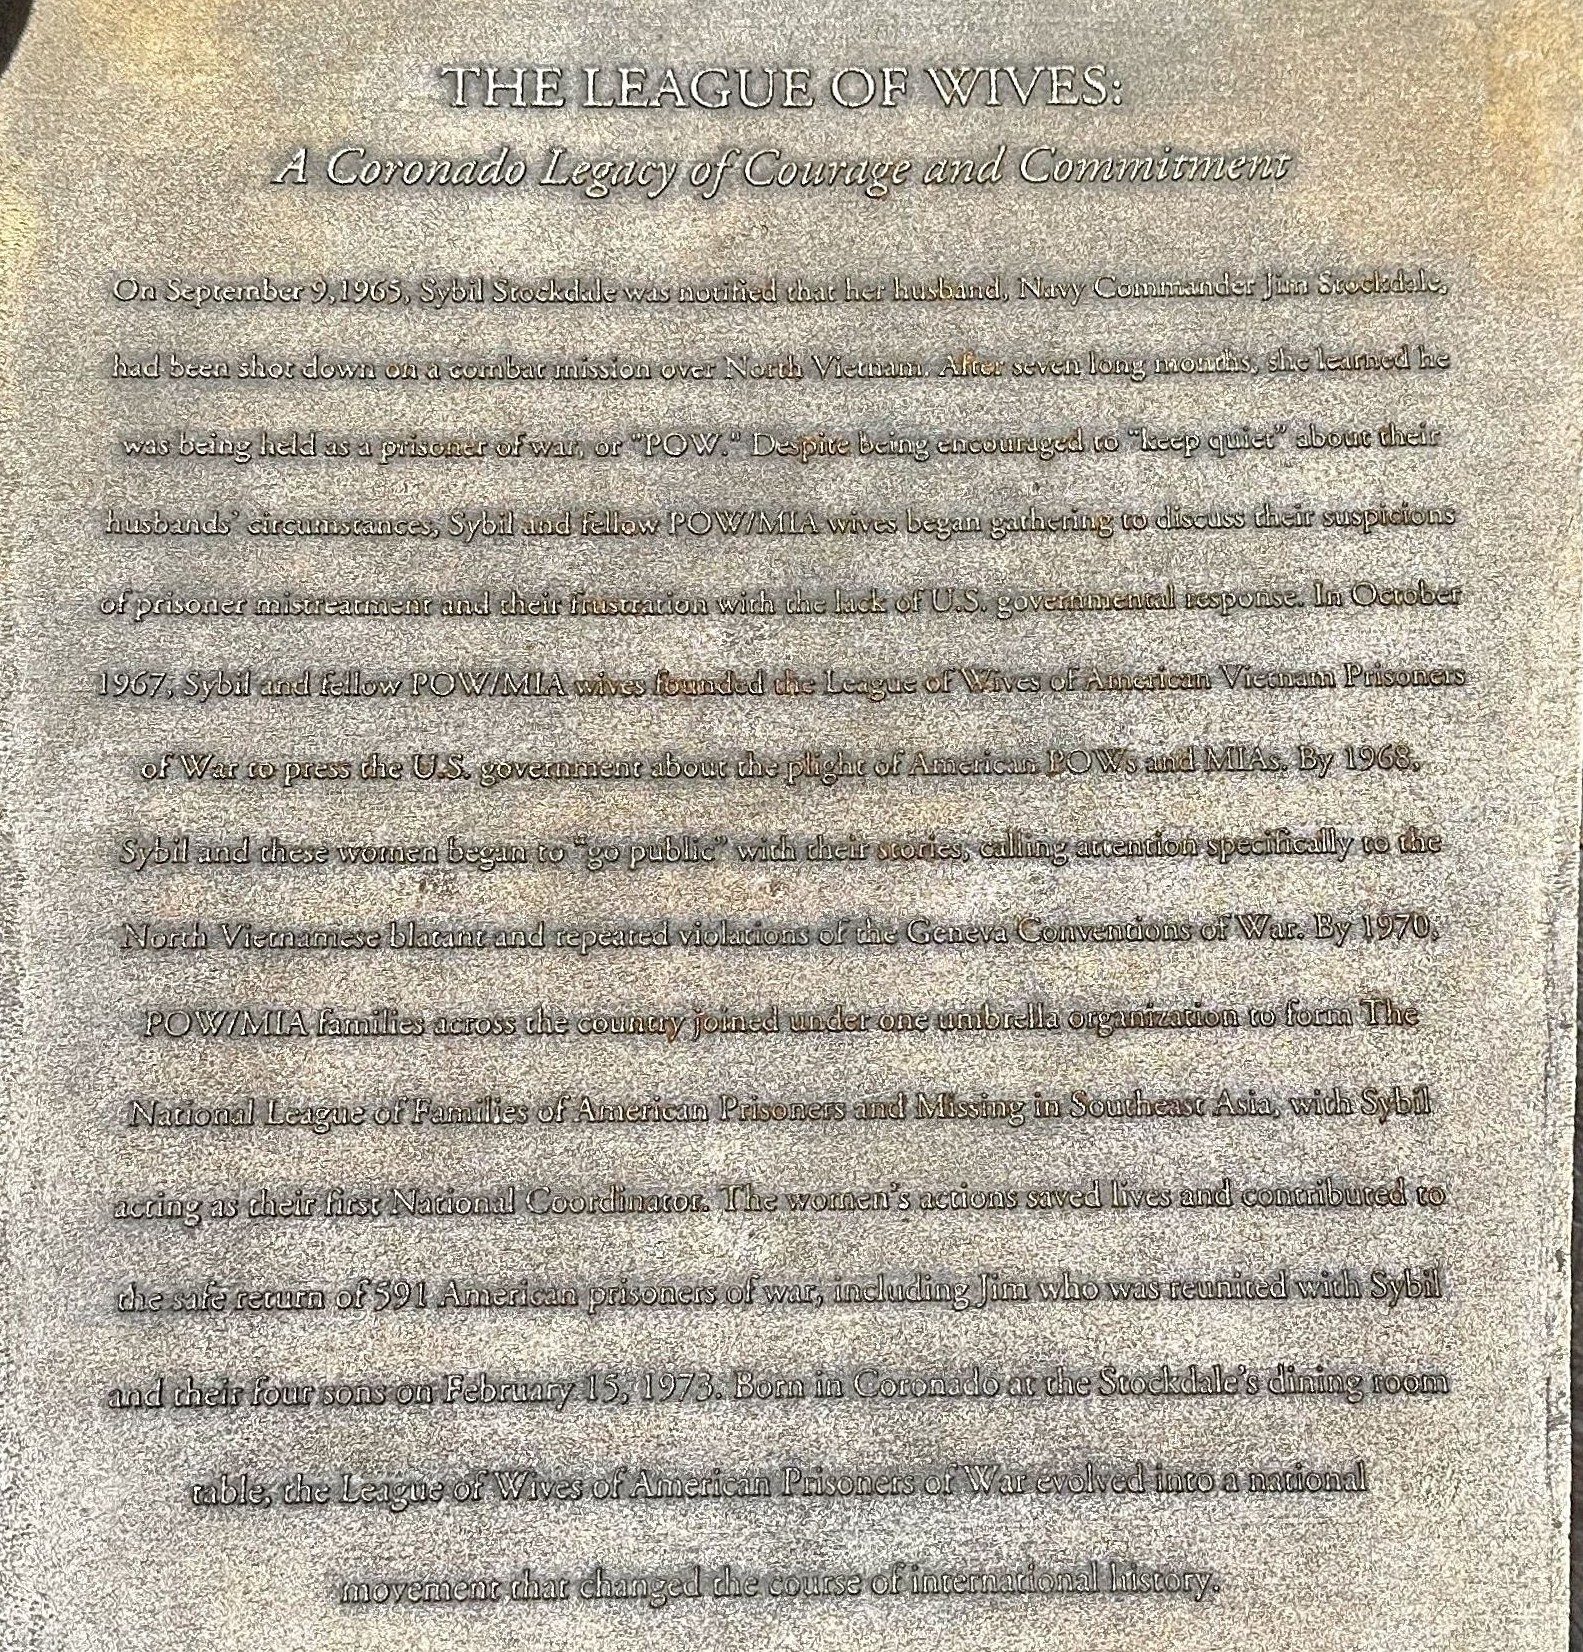 THE LEAGUE OF WIVES:
A Coronado Legacy of Courage and Commitment
On September 9,1965, Sybil Stockdale was notified that her husband, Navy Commander Jim Stockdale,
had been shot down on a combat mission over North Vietnam. After seven long months, she learned he
was being held as a prisoner of war, or "POW." Despite being encouraged to "keep quiet" about their
husbands' circumstances, Sybil and fellow POW/MIA wives began gathering to discuss their suspicions
of prisoner mistreatment and their frustration with the lack of U.S. governmental response. In October
1967, Sybil and fellow POW/MIA wives founded the League of Wives of American Vietnam Prisoners
of War to press the U.S. government about the plight of American POWs and MIAs. By 1968,
Sybil and these women began to "go public" with their stories, calling attention specifically to the
North Vietnamese blatant and repeated violations of the Geneva Conventions of War. By 1970,
POW/MIA families across the country joined under one umbrella organization to form The
National League of Families of American Prisoners and Missing in Southeast Asia, with Sybil
acting as their first National Coordinator. The women's actions saved lives and contributed to
the safe return of 591 American prisoners of war, including Jim who was reunited with Sybil
and their four sons on February 15, 1973. Born in Coronado at the Stockdale's dining room
table, the League of Wives of American Prisoners of War evolved into a national
movement that changed the course of international history.